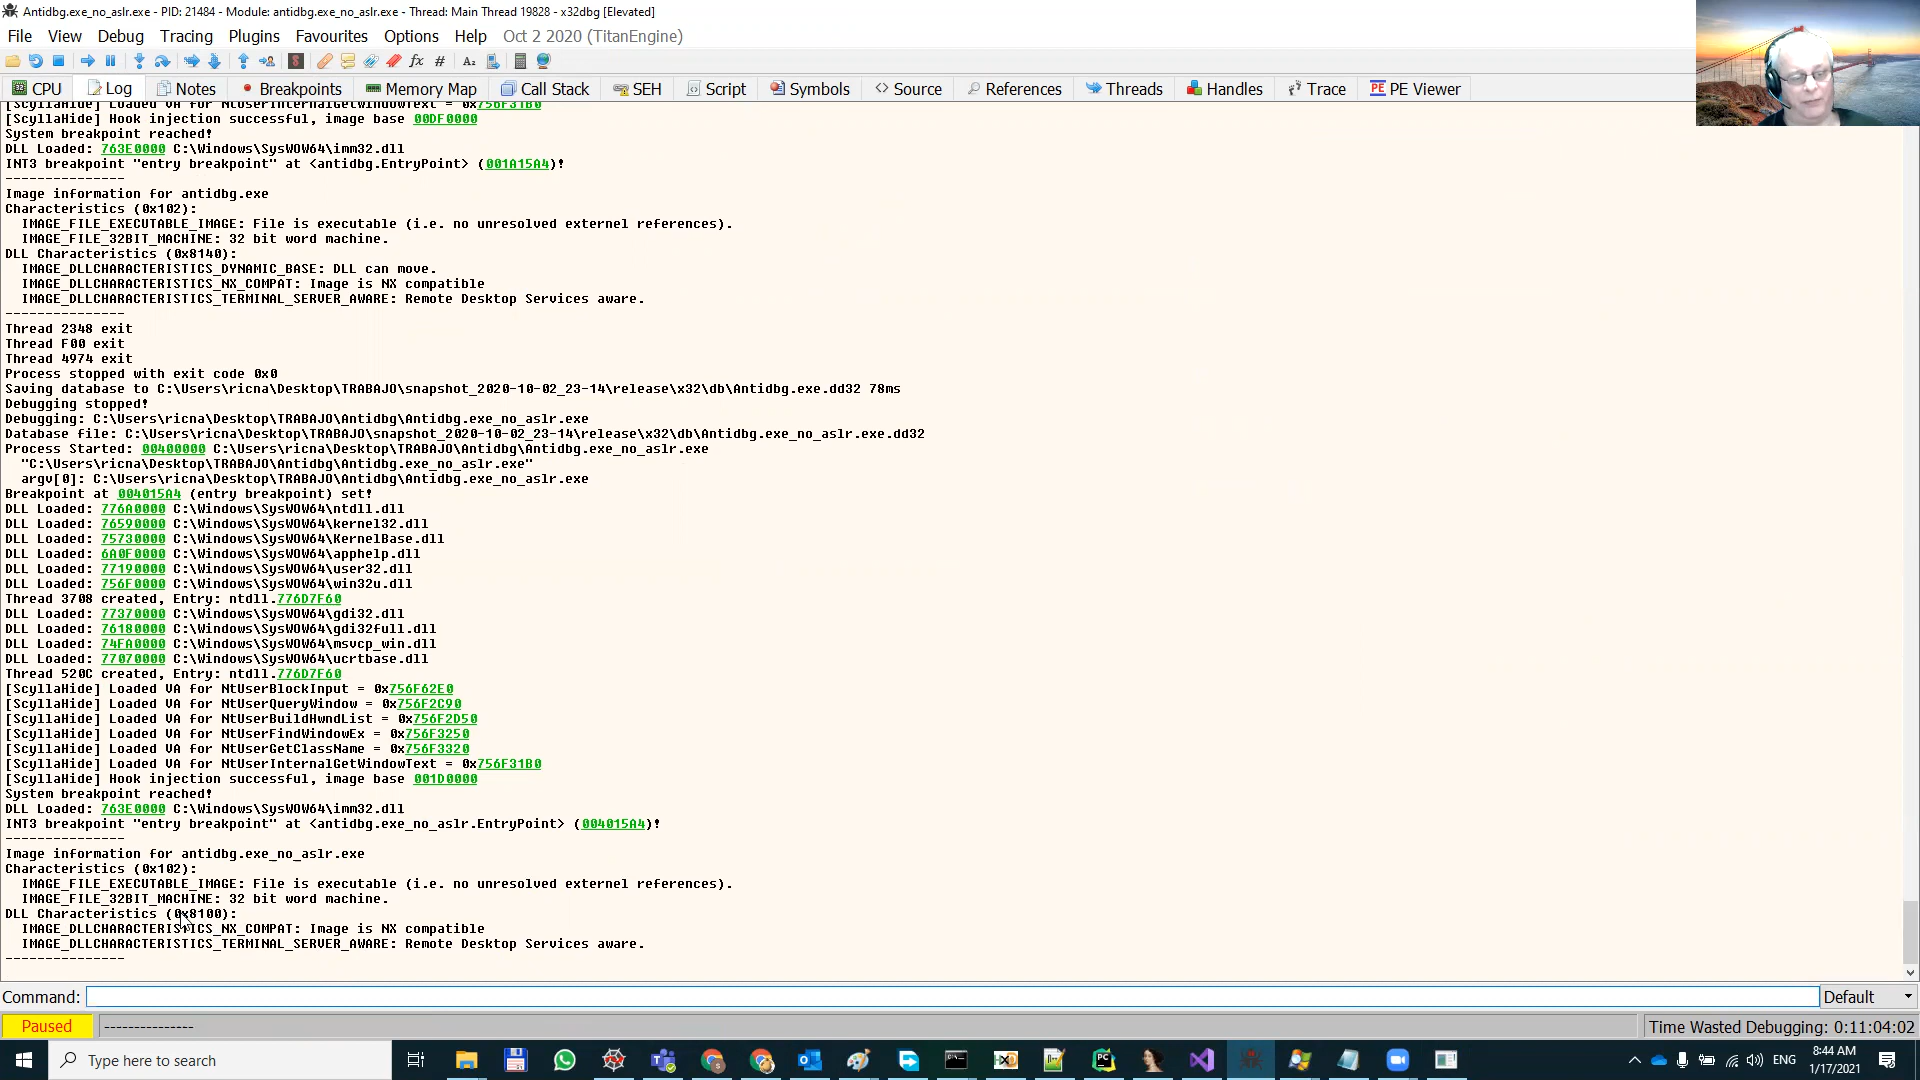 Antidbg.exe_no_aslr.exe - PID: 21484 - Module: antidbg.exe_no_aslr.exe - Thread: Main Thread 19828 - x32dbg [Elevated]
File View Debug Tracing Plugins Favourites Options Help Oct 2 2020 (TitanEngine)
CPU Log Notes Breakpoints Memory Map Call Stack SEH Script Symbols Source References Threads Handles Trace PE Viewer
[ScyllaHide] Loaded VA for NtUserInternalGetWindowText = 0x756F31B0
[ScyllaHide] Hook injection successful, image base 00DF0000
System breakpoint reached!
DLL Loaded: 763E0000 C:\Windows\SysWOW64\imm32.dll
INT3 breakpoint "entry breakpoint" at <antidbg.EntryPoint> (001A15A4)!
---------------
Image information for antidbg.exe
Characteristics (0x102):
IMAGE_FILE_EXECUTABLE_IMAGE: File is executable (i.e. no unresolved externel references).
IMAGE_FILE_32BIT_MACHINE: 32 bit word machine.
DLL Characteristics (0x8140):
IMAGE_DLLCHARACTERISTICS_DYNAMIC_BASE: DLL can move.
IMAGE_DLLCHARACTERISTICS_NX_COMPAT: Image is NX compatible
IMAGE_DLLCHARACTERISTICS_TERMINAL_SERVER_AWARE: Remote Desktop Services aware.
---------------
Thread 2348 exit
Thread F00 exit
Thread 4974 exit
Process stopped with exit code 0x0
Saving database to C:\Users\ricna\Desktop\TRABAJO\snapshot_2020-10-02_23-14\release\x32\db\Antidbg.exe.dd32 78ms
Debugging stopped!
Debugging: C:\Users\ricna\Desktop\TRABAJO\Antidbg\Antidbg.exe_no_aslr.exe
Database file: C:\Users\ricna\Desktop\TRABAJO\snapshot_2020-10-02_23-14\release\x32\db\Antidbg.exe_no_aslr.exe.dd32
Process Started: 00400000 C:\Users\ricna\Desktop\TRABAJO\Antidbg\Antidbg.exe_no_aslr.exe
"C:\Users\ricna\Desktop\TRABAJO\Antidbg\Antidbg.exe_no_aslr.exe"
argv[0]: C:\Users\ricna\Desktop\TRABAJO\Antidbg\Antidbg.exe_no_aslr.exe
Breakpoint at 004015A4 (entry breakpoint) set!
DLL Loaded: 776A0000 C:\Windows\SysWOW64\ntdll.dll
DLL Loaded: 76590000 C:\Windows\SysWOW64\kernel32.dll
DLL Loaded: 75730000 C:\Windows\SysWOW64\KernelBase.dll
DLL Loaded: 6A0F0000 C:\Windows\SysWOW64\apphelp.dll
DLL Loaded: 77190000 C:\Windows\SysWOW64\user32.dll
DLL Loaded: 756F0000 C:\Windows\SysWOW64\win32u.dll
Thread 3708 created, Entry: ntdll.776D7F60
DLL Loaded: 77370000 C:\Windows\SysWOW64\gdi32.dll
DLL Loaded: 76180000 C:\Windows\SysWOW64\gdi32full.dll
DLL Loaded: 74FA0000 C:\Windows\SysWOW64\msvcp_win.dll
DLL Loaded: 77070000 C:\Windows\SysWOW64\ucrtbase.dll
Thread 520C created, Entry: ntdll.776D7F60
[ScyllaHide] Loaded VA for NtUserBlockInput = 0x756F62E0
[ScyllaHide] Loaded VA for NtUserQueryWindow = 0x756F2C90
[ScyllaHide] Loaded VA for NtUserBuildHwndList = 0x756F2D50
[ScyllaHide] Loaded VA for NtUserFindWindowEx = 0x756F3250
[ScyllaHide] Loaded VA for NtUserGetClassName = 0x756F3320
[ScyllaHide] Loaded VA for NtUserInternalGetWindowText = 0x756F31B0
[ScyllaHide] Hook injection successful, image base 001D0000
System breakpoint reached!
DLL Loaded: 763E0000 C:\Windows\SysWOW64\imm32.dll
INT3 breakpoint "entry breakpoint" at <antidbg.exe_no_aslr.EntryPoint> (004015A4)!
---------------
Image information for antidbg.exe_no_aslr.exe
Characteristics (0x102):
IMAGE_FILE_EXECUTABLE_IMAGE: File is executable (i.e. no unresolved externel references).
IMAGE_FILE_32BIT_MACHINE: 32 bit word machine.
DLL Characteristics (0x8100):
IMAGE_DLLCHARACTERISTICS_NX_COMPAT: Image is NX compatible
IMAGE_DLLCHARACTERISTICS_TERMINAL_SERVER_AWARE: Remote Desktop Services aware.
---------------
Command: Default
Paused --------------- Time Wasted Debugging: 0:11:04:02
Type here to search ENG 8:44 AM
1/17/2021